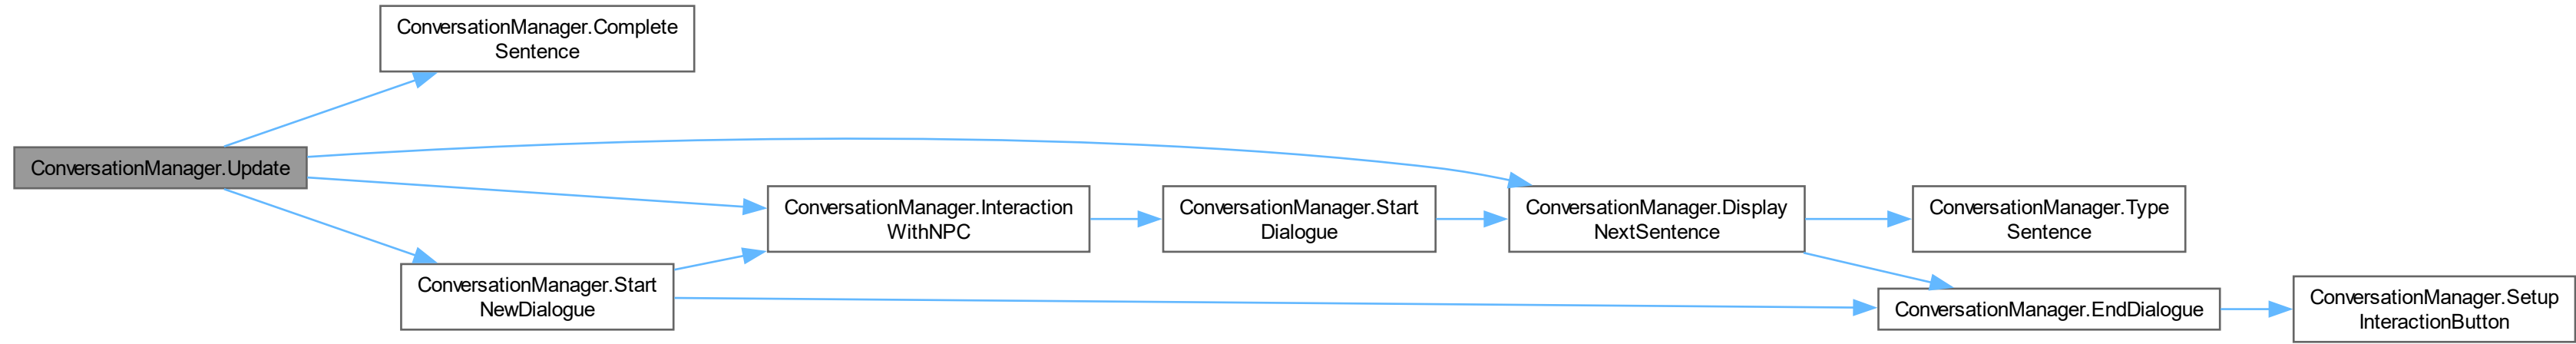 ConversationManager.Complete
Sentence
ConversationManager.Update
ConversationManager.Interaction
WithNPC
ConversationManager.Start
Dialogue
ConversationManager.Display
NextSentence
ConversationManager.Type
Sentence
ConversationManager.Start
NewDialogue
ConversationManager.EndDialogue
ConversationManager.Setup
InteractionButton